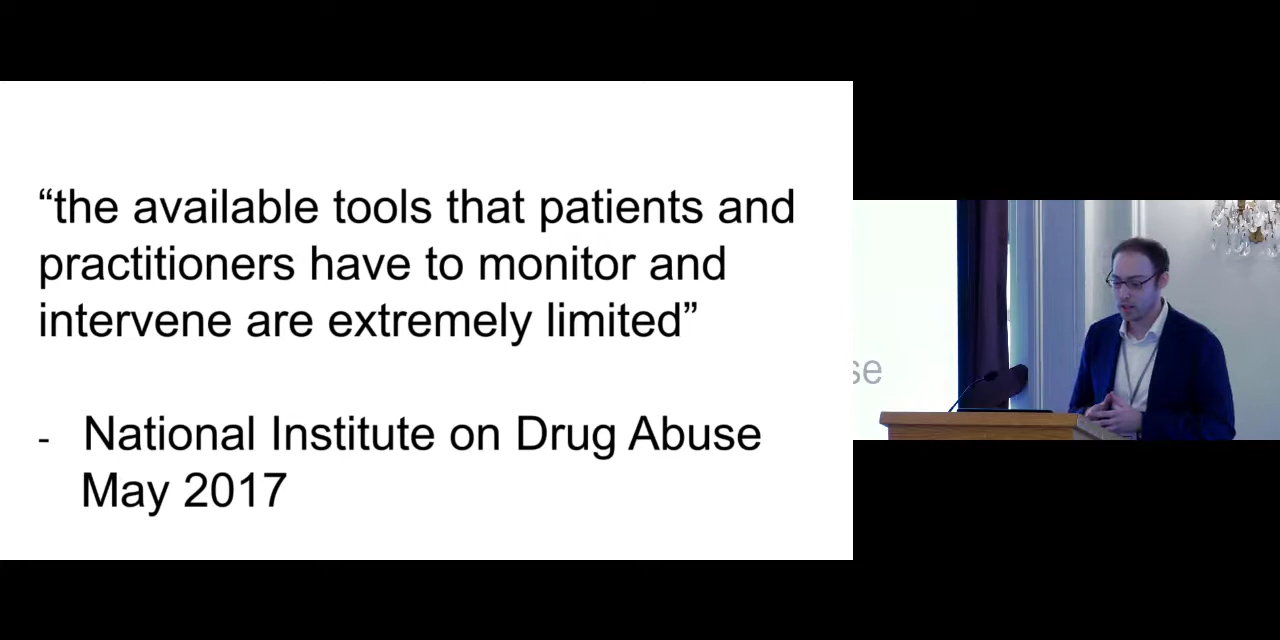 “the available tools that patients and
practitioners have to monitor and
intervene are extremely limited”
- National Institute on Drug Abuse
May 2017
se